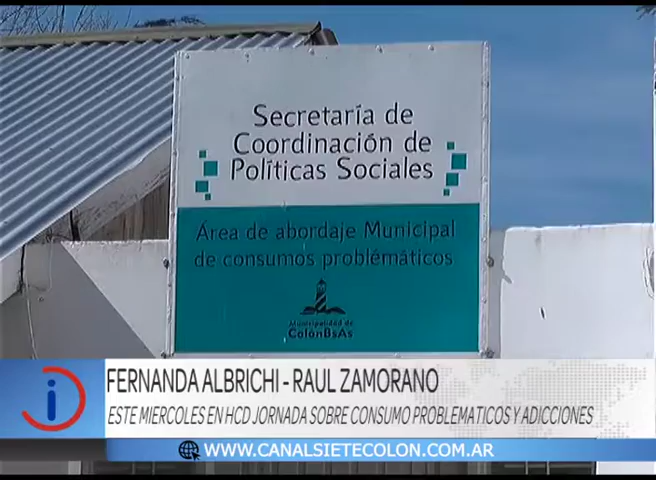 Secretaría de
Coordinación de
Políticas Sociales
Área de abordaje Municipal
de consumos problemáticos
Municipalidad de
ColónBsAs
FERNANDA ALBRICHI - RAUL ZAMORANO
ESTE MIERCOLES EN HCD JORNADA SOBRE CONSUMO PROBLEMATICOS Y ADICCIONES
WWW.CANALSIETECOLON.COM.AR